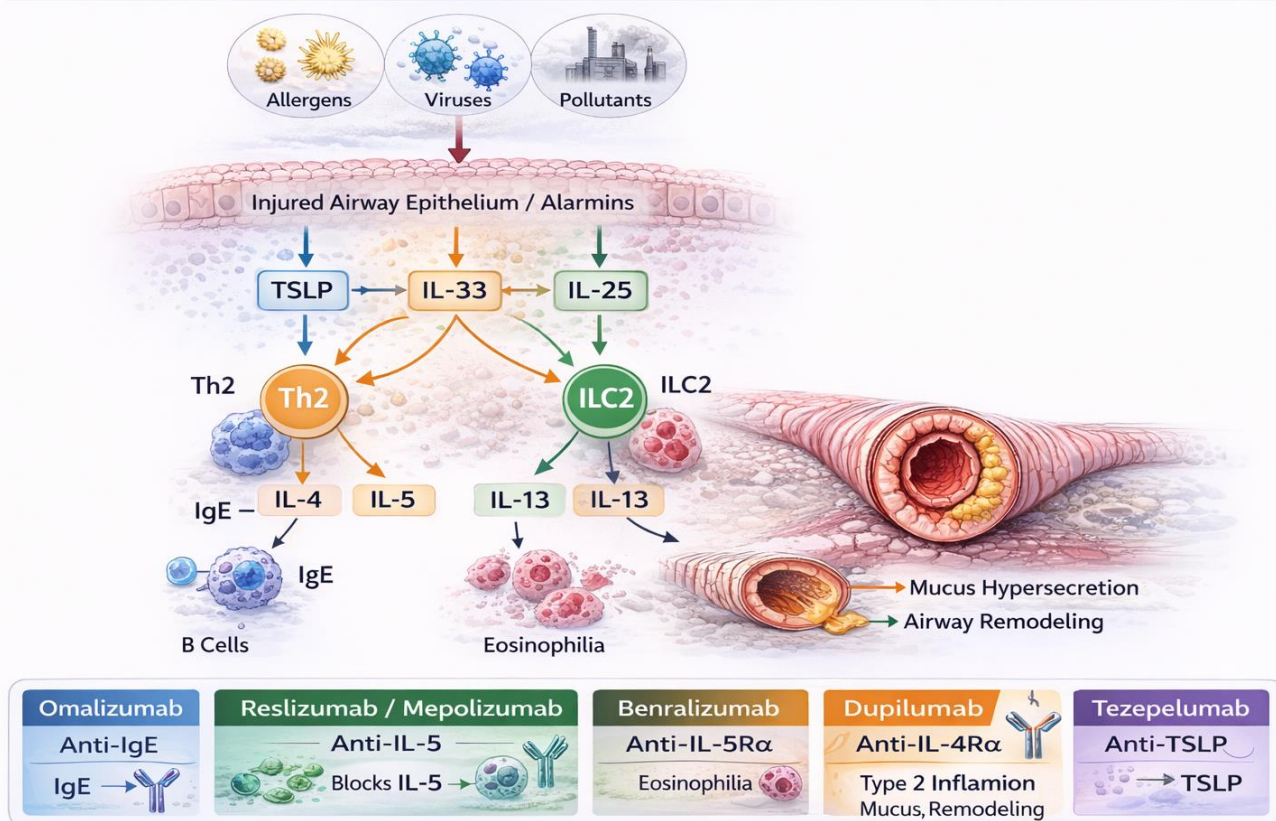 Allergens
Viruses
Pollutants
Injured Airway Epithelium / Alarmins
TSLP
IL-33
IL-25
Th2
Th2
ILC2
ILC2
IgE –
IL-4
IL-5
IL-13
IL-13
IgE
B Cells
Eosinophilia
Mucus Hypersecretion
Airway Remodeling
Omalizumab
Anti-IgE
IgE
Reslizumab / Mepolizumab
Anti-IL-5
Blocks IL-5
Benralizumab
Anti-IL-5Rα
Eosinophilia
Dupilumab
Anti-IL-4Rα
Type 2 Inflamion
Mucus, Remodeling
Tezepelumab
Anti-TSLP
TSLP